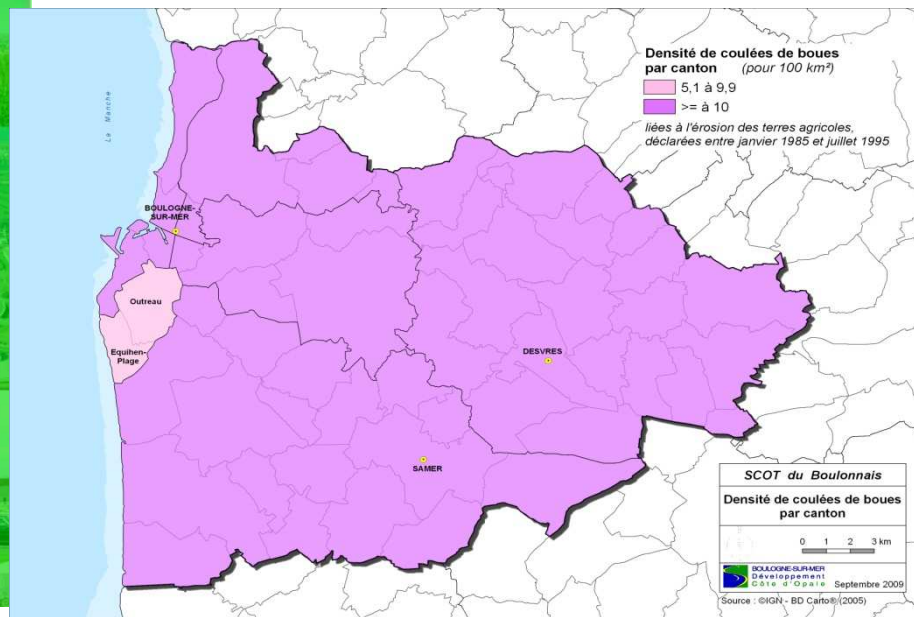 Densité de coulées de boues
par canton (pour 100 km²)
5,1 à 9,9
>= à 10
liées à l'érosion des terres agricoles,
déclarées entre janvier 1985 et juillet 1995
La Manche
BOULOGNE-
SUR-MER
Outreau
Equihen-
Plage
DESVRES
SAMER
SCOT du Boulonnais
Densité de coulées de boues
par canton
0 1 2 3 km
BOULOGNE-SUR-MER
Développement
Côte d'Opale
Septembre 2009
Source : ©IGN - BD Carto® (2005)